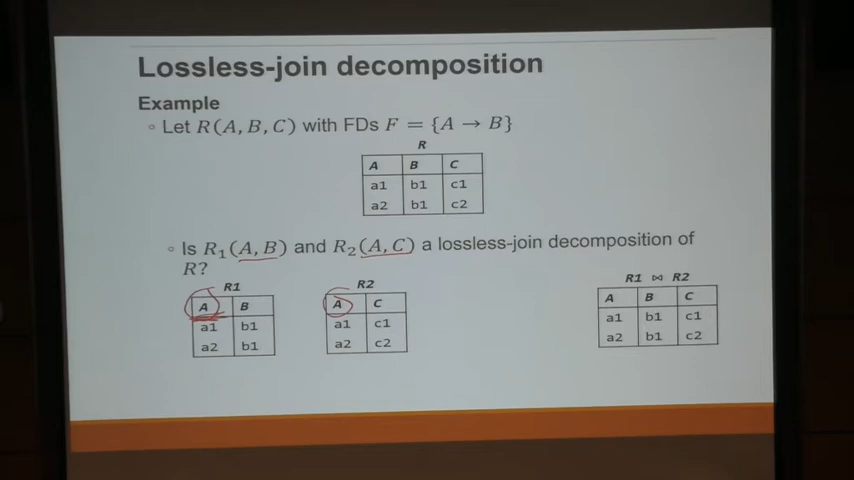 Lossless-join decomposition
Example
◦ Let R(A, B, C) with FDs F = {A → B}
R
A B C
a1 b1 c1
a2 b1 c2
◦ Is R₁(A, B) and R₂(A, C) a lossless-join decomposition of
R?
R1
A B
a1 b1
a2 b1
R2
A C
a1 c1
a2 c2
R1 ⋈ R2
A B C
a1 b1 c1
a2 b1 c2